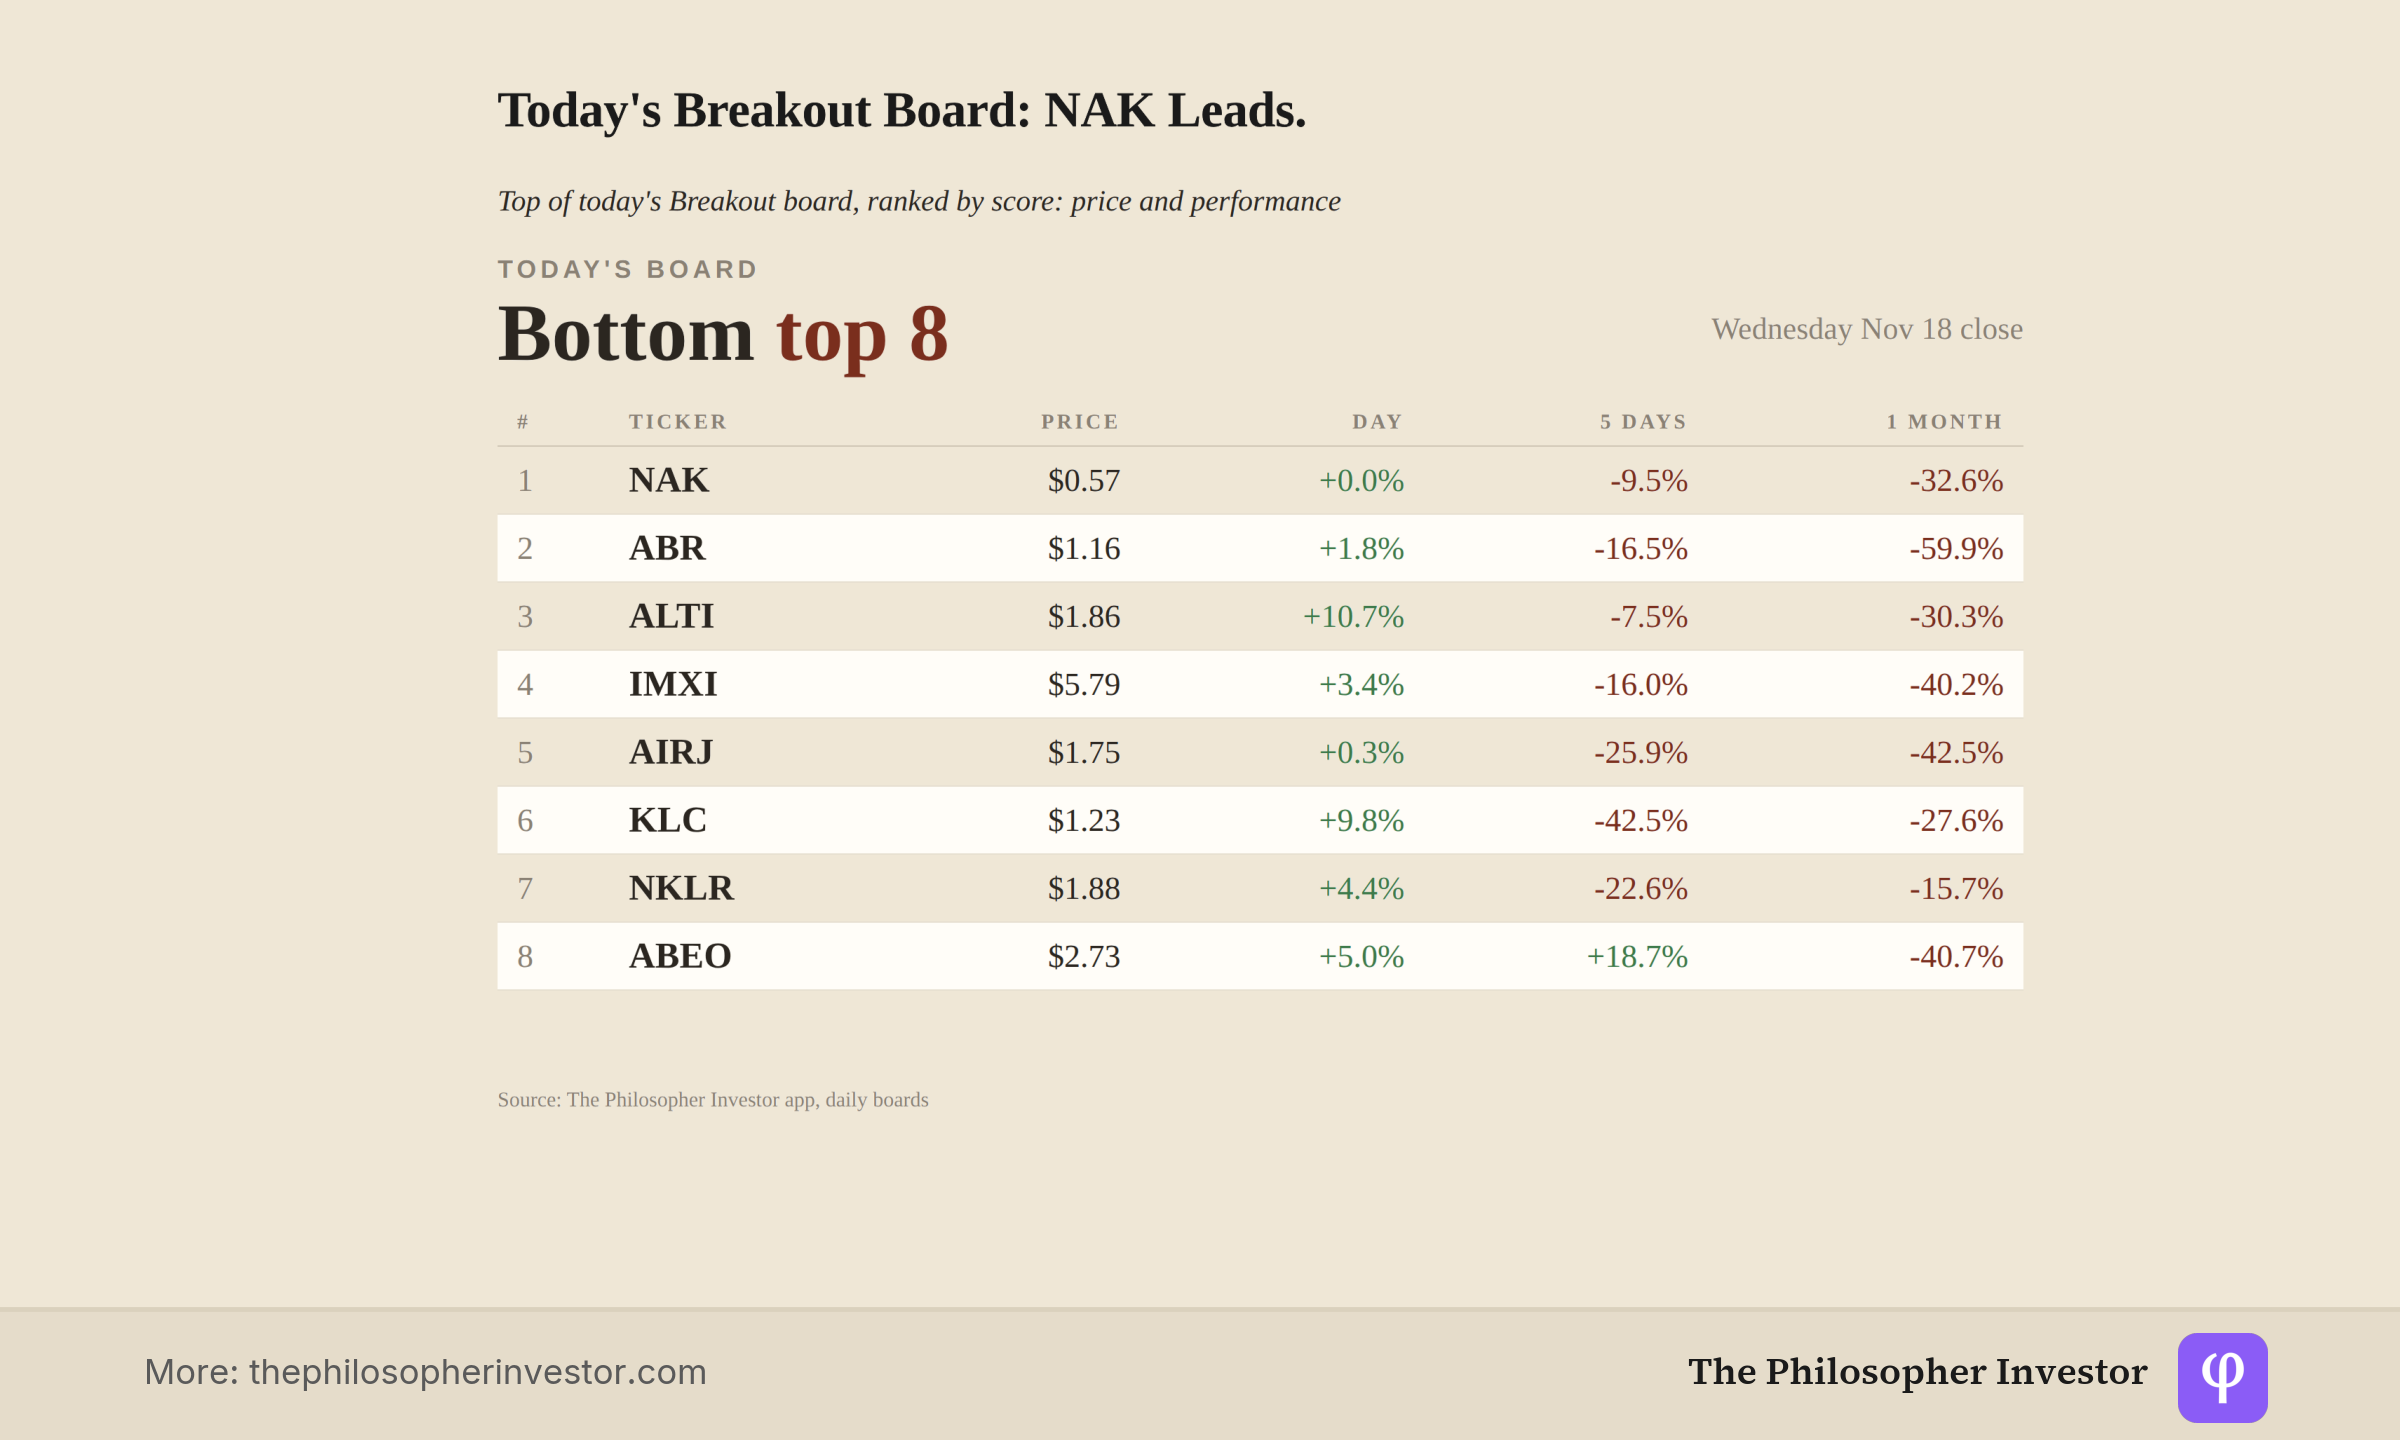 Today's Breakout Board: NAK Leads.
Top of today's Breakout board, ranked by score: price and performance
TODAY'S BOARD
Bottom top 8
Wednesday Nov 18 close
# TICKER PRICE DAY 5 DAYS 1 MONTH
1 NAK $0.57 +0.0% -9.5% -32.6%
2 ABR $1.16 +1.8% -16.5% -59.9%
3 ALTI $1.86 +10.7% -7.5% -30.3%
4 IMXI $5.79 +3.4% -16.0% -40.2%
5 AIRJ $1.75 +0.3% -25.9% -42.5%
6 KLC $1.23 +9.8% -42.5% -27.6%
7 NKLR $1.88 +4.4% -22.6% -15.7%
8 ABEO $2.73 +5.0% +18.7% -40.7%
Source: The Philosopher Investor app, daily boards
More: thephilosopherinvestor.com
The Philosopher Investor φ